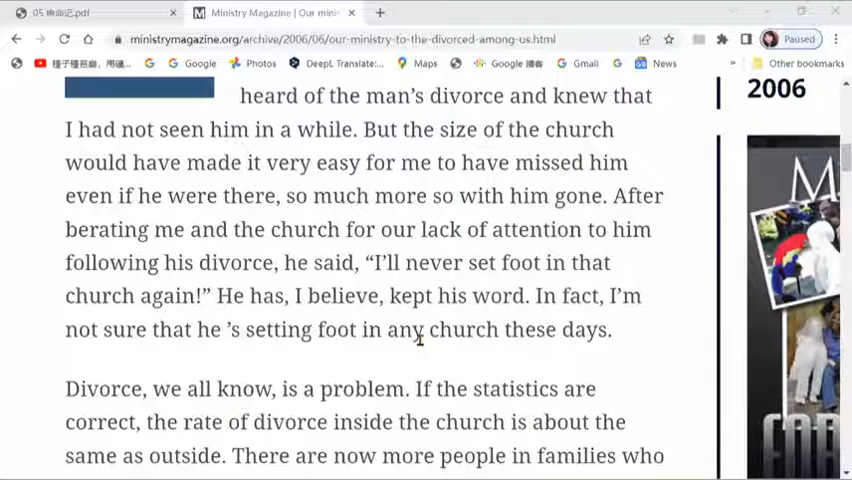 05 申命记.pdf
Ministry Magazine | Our minis
ministrymagazine.org/archive/2006/06/our-ministry-to-the-divorced-among-us.html
Paused
Google
Photos
DeepL Translate:...
Maps
Google 播客
Gmail
News
Other bookmarks
heard of the man’s divorce and knew that
I had not seen him in a while. But the size of the church
would have made it very easy for me to have missed him
even if he were there, so much more so with him gone. After
berating me and the church for our lack of attention to him
following his divorce, he said, “I’ll never set foot in that
church again!” He has, I believe, kept his word. In fact, I’m
not sure that he ’s setting foot in any church these days.
Divorce, we all know, is a problem. If the statistics are
correct, the rate of divorce inside the church is about the
same as outside. There are now more people in families who
2006
M